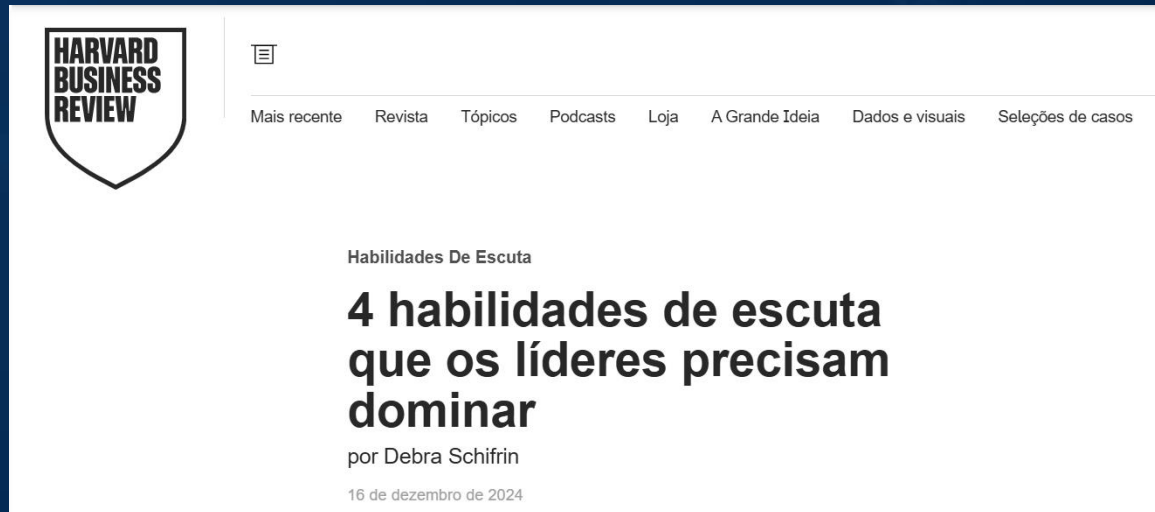 HARVARD
BUSINESS
REVIEW
Mais recente Revista Tópicos Podcasts Loja A Grande Ideia Dados e visuais Seleções de casos
Habilidades De Escuta
4 habilidades de escuta
que os líderes precisam
dominar
por Debra Schifrin
16 de dezembro de 2024